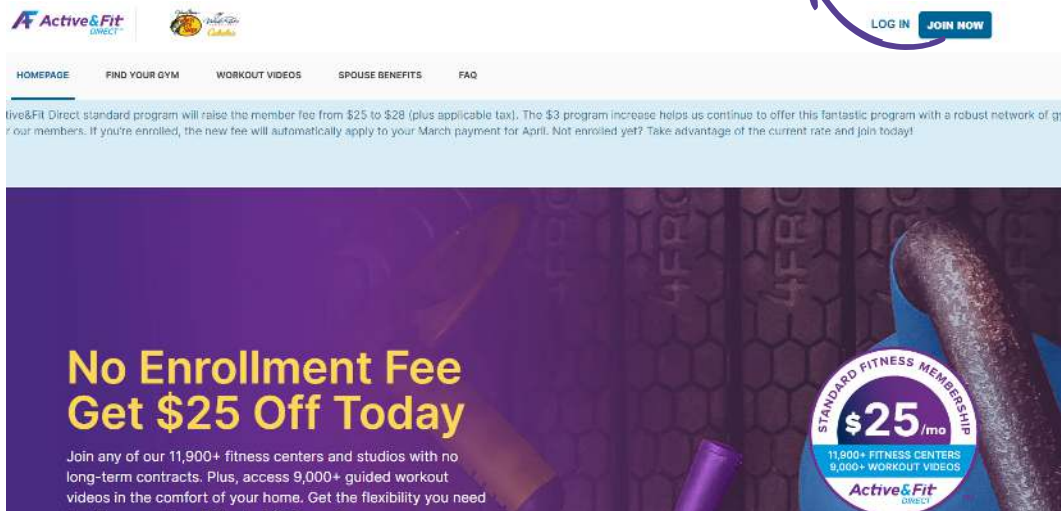 Active&Fit
DIRECT
LOG IN JOIN NOW
HOMEPAGE FIND YOUR GYM WORKOUT VIDEOS SPOUSE BENEFITS FAQ
tive&Fit Direct standard program will raise the member fee from $25 to $28 (plus applicable tax). The $3 program increase helps us continue to offer this fantastic program with a robust network of g
r our members. If you're enrolled, the new fee will automatically apply to your March payment for April. Not enrolled yet? Take advantage of the current rate and join today!
No Enrollment Fee
Get $25 Off Today
Join any of our 11,900+ fitness centers and studios with no
long-term contracts. Plus, access 9,000+ guided workout
videos in the comfort of your home. Get the flexibility you need
STANDARD FITNESS MEMBERSHIP
$25/mo
11,900+ FITNESS CENTERS
9,000+ WORKOUT VIDEOS
Active&Fit
DIRECT
4FRO
4FRO